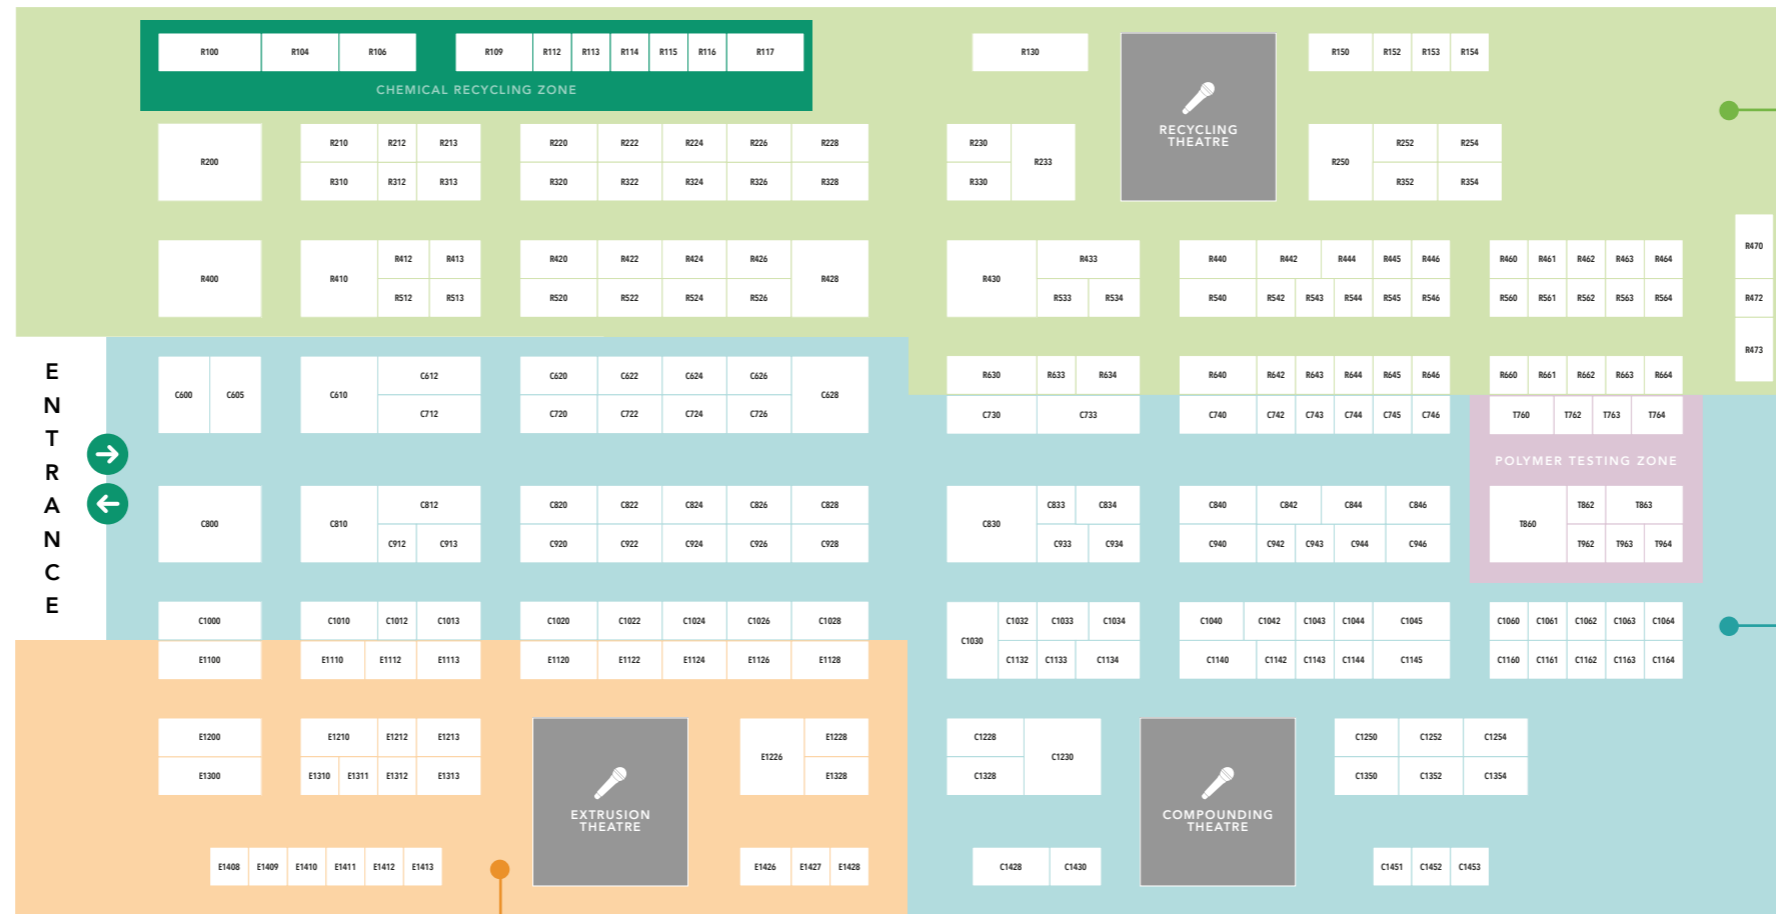 R100 R104 R106 R109 R112 R113 R114 R115 R116 R117 R130 R150 R152 R153 R154
CHEMICAL RECYCLING ZONE
RECYCLING
THEATRE
R210 R212 R213 R220 R222 R224 R226 R228 R230 R252 R254
R200 R233 R250
R310 R312 R313 R320 R322 R324 R326 R328 R330 R352 R354
R470
R412 R413 R420 R422 R424 R426 R433 R440 R442 R444 R445 R446 R460 R461 R462 R463 R464
R400 R410 R428 R430
R512 R513 R520 R522 R524 R526 R533 R534 R540 R542 R543 R544 R545 R546 R560 R561 R562 R563 R564 R472
R473
ENTRANCE
C612 C620 C622 C624 C626 R630 R633 R634 R640 R642 R643 R644 R645 R646 R660 R661 R662 R663 R664
C600 C605 C610 C628
C712 C720 C722 C724 C726 C730 C733 C740 C742 C743 C744 C745 C746 T760 T762 T763 T764
POLYMER TESTING ZONE
C812 C820 C822 C824 C826 C828 C833 C834 C840 C842 C844 C846 T862 T863
C800 C810 C830 T860
C912 C913 C920 C922 C924 C926 C928 C933 C934 C940 C942 C943 C944 C946 T962 T963 T964
C1000 C1010 C1012 C1013 C1020 C1022 C1024 C1026 C1028 C1032 C1033 C1034 C1040 C1042 C1043 C1044 C1045 C1060 C1061 C1062 C1063 C1064
C1030
E1100 E1110 E1112 E1113 E1120 E1122 E1124 E1126 E1128 C1132 C1133 C1134 C1140 C1142 C1143 C1144 C1145 C1160 C1161 C1162 C1163 C1164
E1200 E1210 E1212 E1213 E1228 C1228 C1250 C1252 C1254
E1226 C1230
E1300 E1310 E1311 E1312 E1313 E1328 C1328 C1350 C1352 C1354
EXTRUSION
THEATRE
COMPOUNDING
THEATRE
E1408 E1409 E1410 E1411 E1412 E1413 E1426 E1427 E1428 C1428 C1430 C1451 C1452 C1453